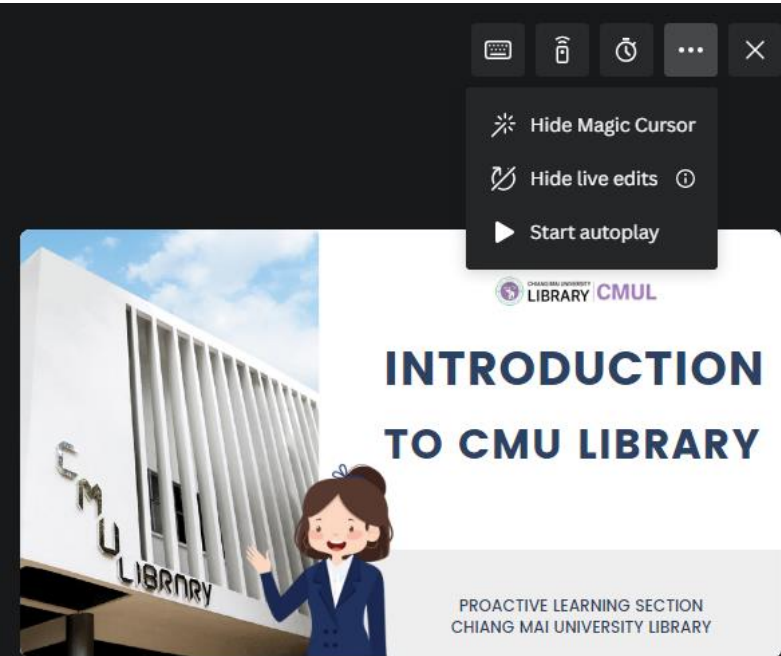 Hide Magic Cursor
Hide live edits
Start autoplay
CHIANG MAI UNIVERSITY
LIBRARY CMUL
INTRODUCTION
TO CMU LIBRARY
CMU LIBRARY
PROACTIVE LEARNING SECTION
CHIANG MAI UNIVERSITY LIBRARY